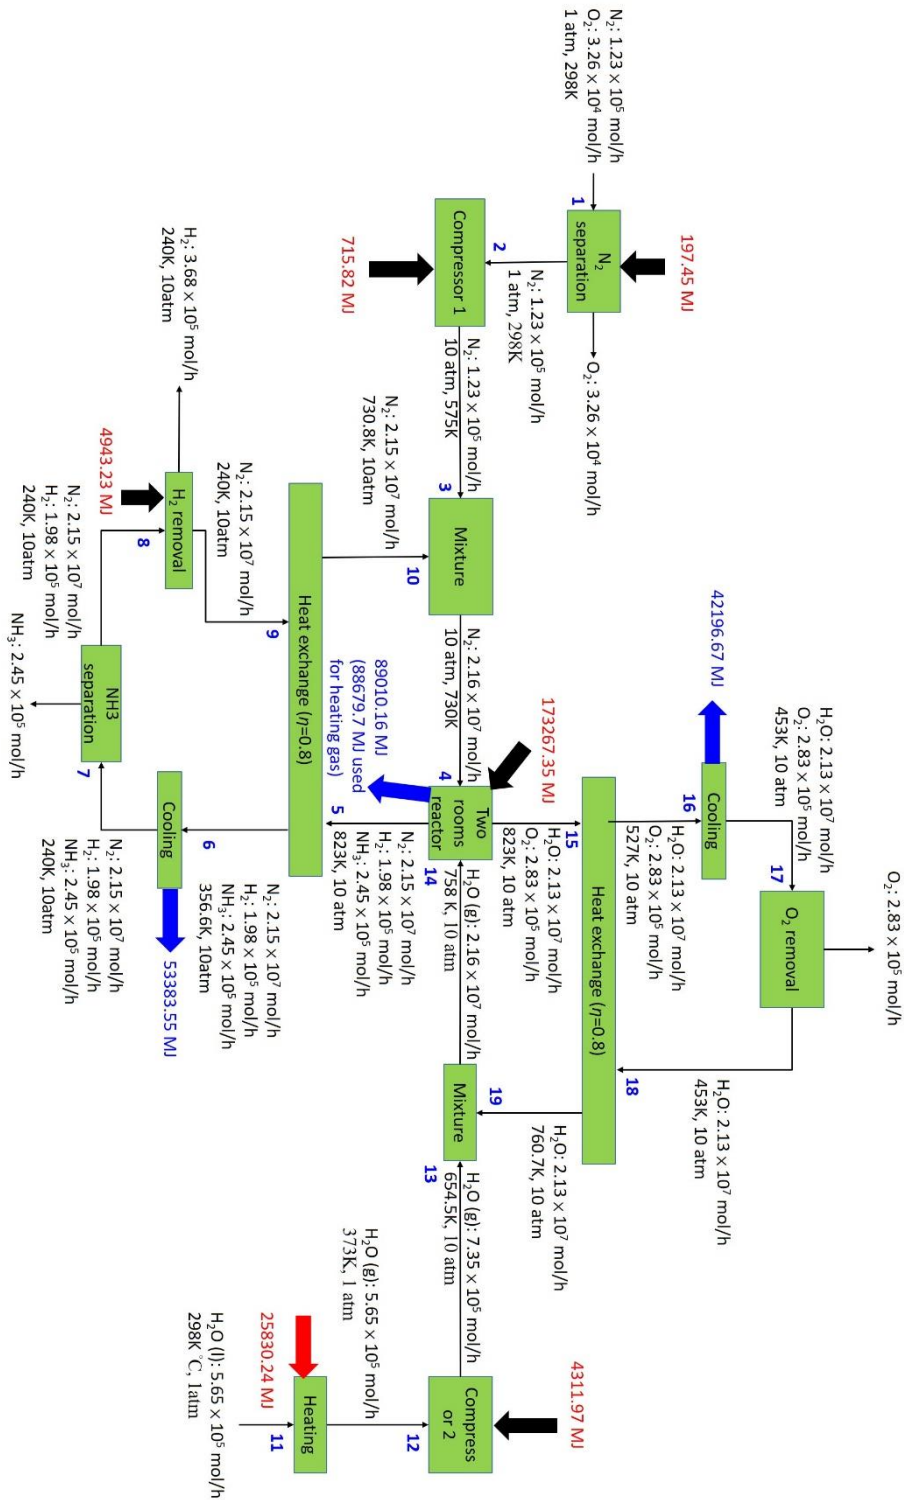 O₂: 2.83 × 10⁵ mol/h
H₂O: 2.13 × 10⁷ mol/h
O₂: 2.83 × 10⁵ mol/h
453K, 10 atm
17
O₂ removal
H₂O: 2.13 × 10⁷ mol/h
453K, 10 atm
18
42196.67 MJ
Cooling
16
H₂O: 2.13 × 10⁷ mol/h
O₂: 2.83 × 10⁵ mol/h
527K, 10 atm
Heat exchange (η=0.8)
N₂: 1.23 × 10⁵ mol/h
O₂: 3.26 × 10⁴ mol/h
1 atm, 298K
1
197.45 MJ
N₂
separation
O₂: 3.26 × 10⁴ mol/h
15
H₂O: 2.13 × 10⁷ mol/h
O₂: 2.83 × 10⁵ mol/h
823K, 10 atm
19
H₂O: 2.13 × 10⁷ mol/h
760.7K, 10 atm
4311.97 MJ
2
N₂: 1.23 × 10⁵ mol/h
1 atm, 298K
173267.35 MJ
Compressor 1
N₂: 1.23 × 10⁵ mol/h
10 atm, 575K
3
Mixture
N₂: 2.16 × 10⁷ mol/h
10 atm, 730K
4
Two
rooms
reactor
14
H₂O (g): 2.16 × 10⁷ mol/h
758K, 10 atm
Mixture
13
H₂O (g): 7.35 × 10⁵ mol/h
654.5K, 10 atm
Compress
or 2
12
715.82 MJ
N₂: 2.15 × 10⁷ mol/h
730.8K, 10atm
10
89010.16 MJ
(88679.7 MJ used
for heating gas)
5
N₂: 2.15 × 10⁷ mol/h
H₂: 1.98 × 10⁵ mol/h
NH₃: 2.45 × 10⁵ mol/h
823K, 10 atm
H₂O (g): 5.65 × 10⁵ mol/h
373K, 1 atm
Heat exchange (η=0.8)
25830.24 MJ
Heating
11
H₂O (l): 5.65 × 10⁵ mol/h
298K °C, 1atm
N₂: 2.15 × 10⁷ mol/h
240K, 10atm
9
6
N₂: 2.15 × 10⁷ mol/h
H₂: 1.98 × 10⁵ mol/h
NH₃: 2.45 × 10⁵ mol/h
356.6K, 10atm
H₂: 3.68 × 10⁵ mol/h
240K, 10atm
H₂ removal
4943.23 MJ
8
Cooling
53383.55 MJ
N₂: 2.15 × 10⁷ mol/h
H₂: 1.98 × 10⁵ mol/h
240K, 10atm
NH3
separation
7
N₂: 2.15 × 10⁷ mol/h
H₂: 1.98 × 10⁵ mol/h
NH₃: 2.45 × 10⁵ mol/h
240K, 10atm
NH₃: 2.45 × 10⁵ mol/h